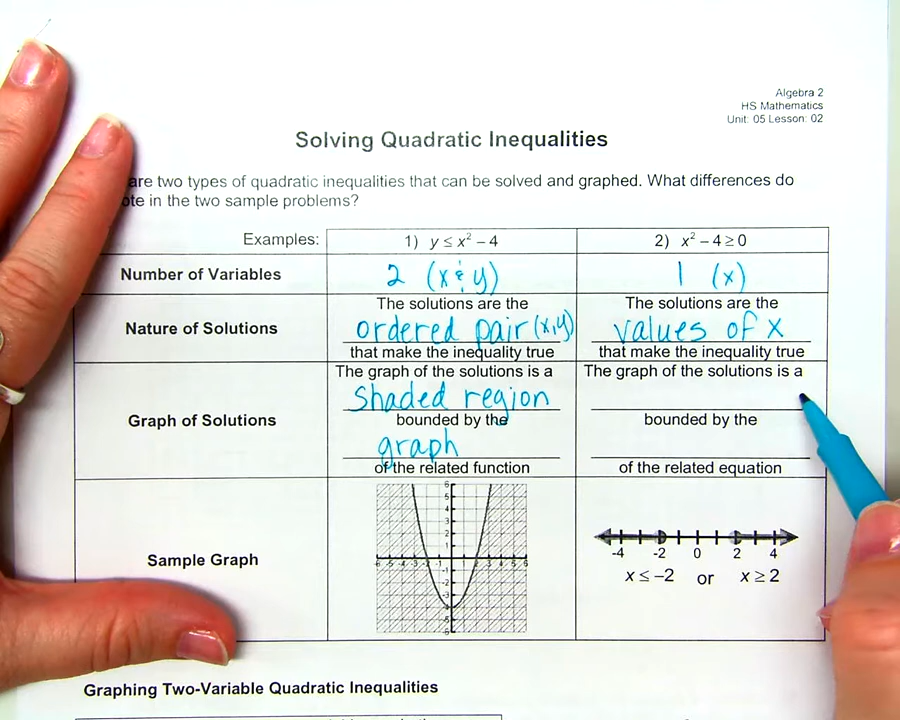 Algebra 2
HS Mathematics
Unit: 05 Lesson: 02
Solving Quadratic Inequalities
are two types of quadratic inequalities that can be solved and graphed. What differences do
in the two sample problems?
Examples:
1) y ≤ x² – 4
2) x² – 4 ≥ 0
Number of Variables
2 (x & y)
1 (x)
Nature of Solutions
The solutions are the
ordered pair (x,y)
that make the inequality true
The solutions are the
values of x
that make the inequality true
Graph of Solutions
The graph of the solutions is a
shaded region
bounded by the
graph
of the related function
The graph of the solutions is a
bounded by the
of the related equation
Sample Graph
-4 -2 0 2 4
x ≤ –2 or x ≥ 2
Graphing Two-Variable Quadratic Inequalities